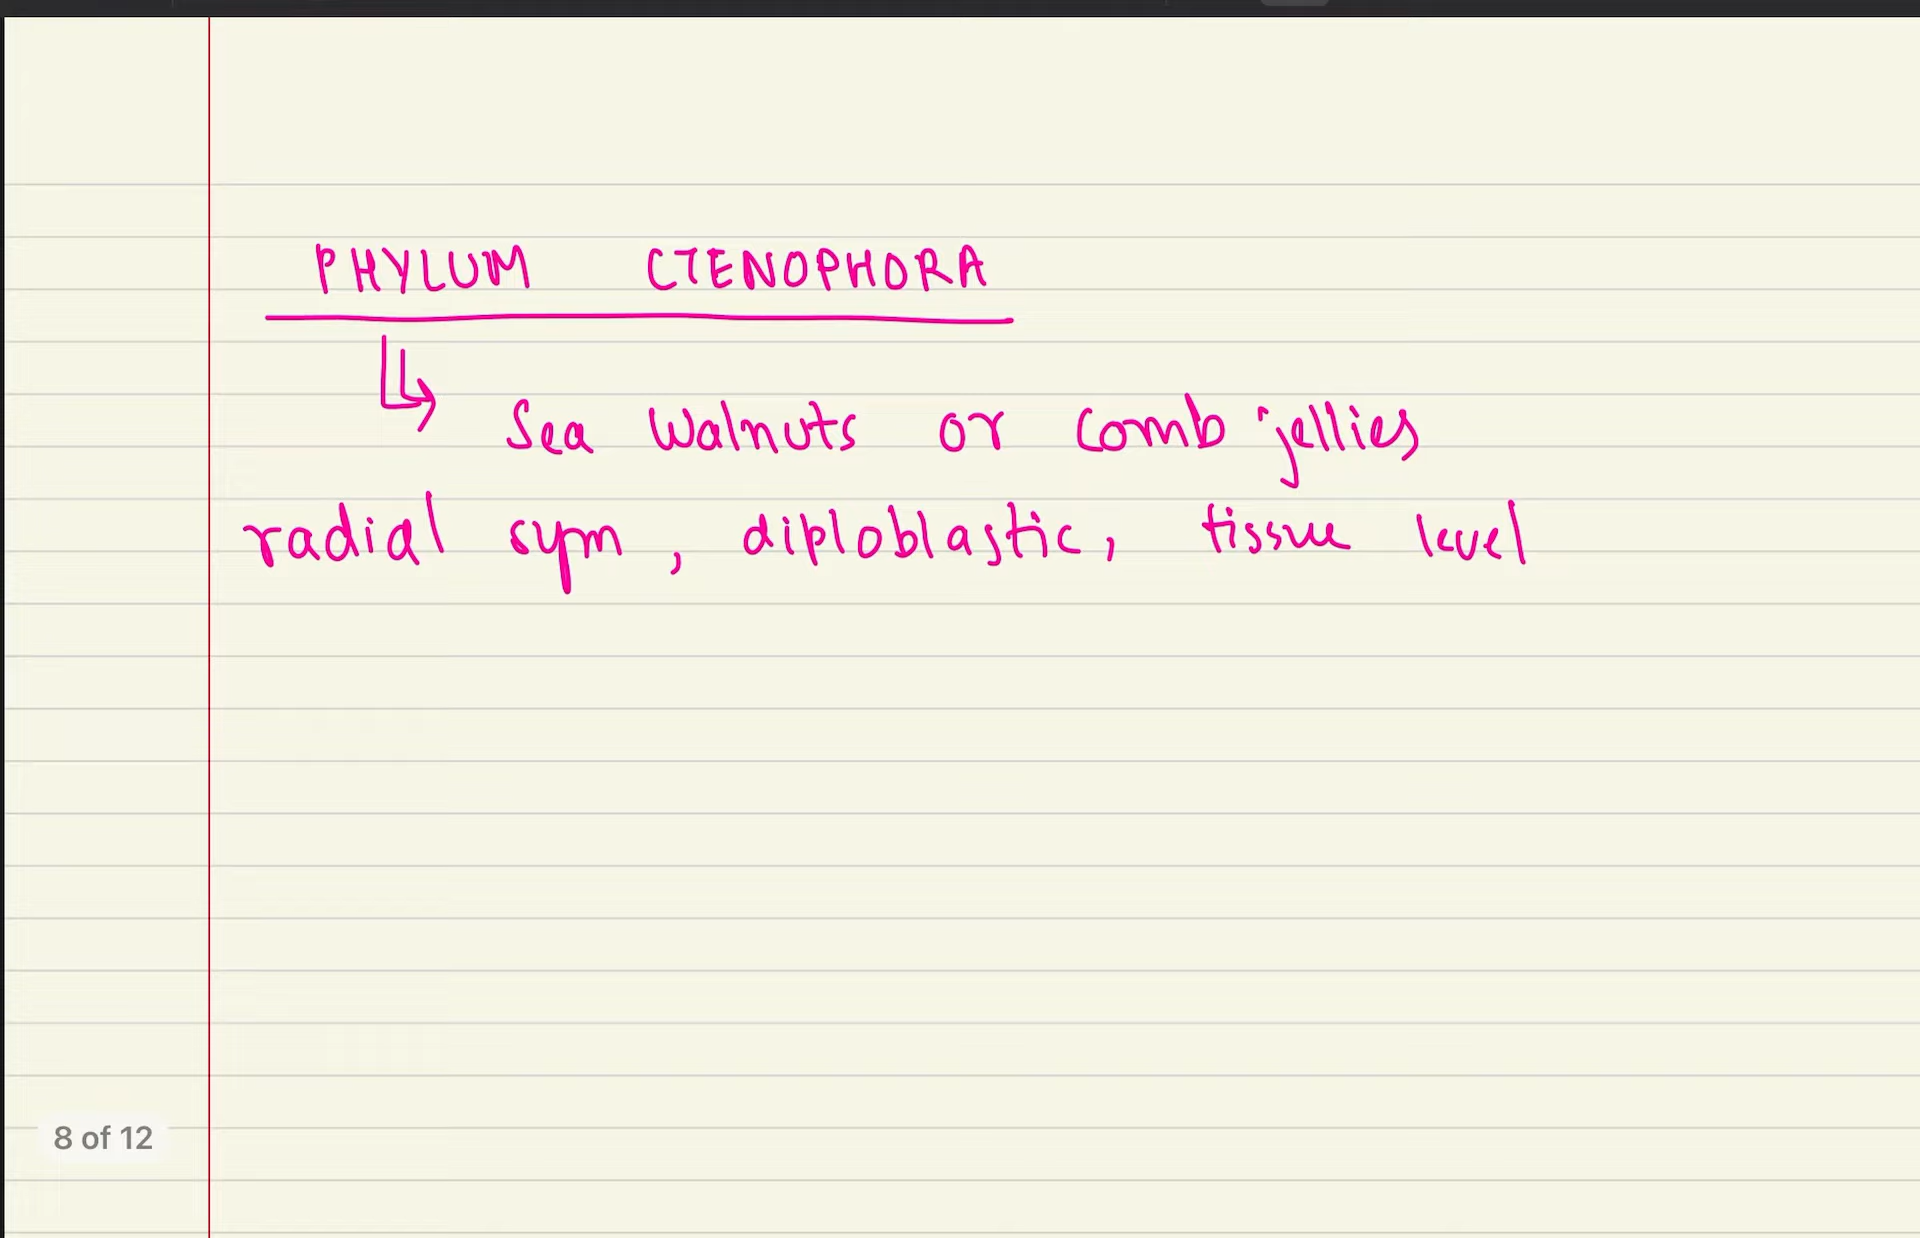 PHYLUM CTENOPHORA
Sea Walnuts or Comb jellies
radial sym, diploblastic, tissue level
8 of 12